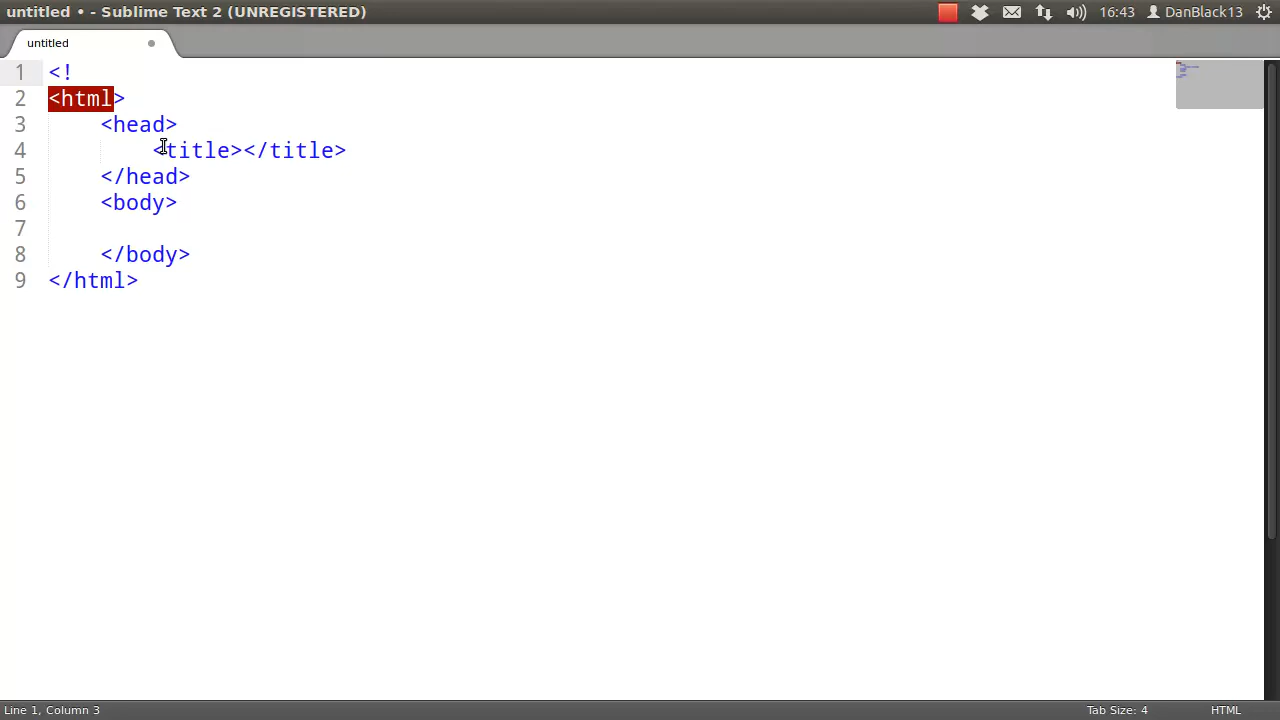 untitled • - Sublime Text 2 (UNREGISTERED) 16:43 DanBlack13
untitled
1 <!
2 <html>
3 <head>
4 <title></title>
5 </head>
6 <body>
7
8 </body>
9 </html>
Line 1, Column 3 Tab Size: 4 HTML